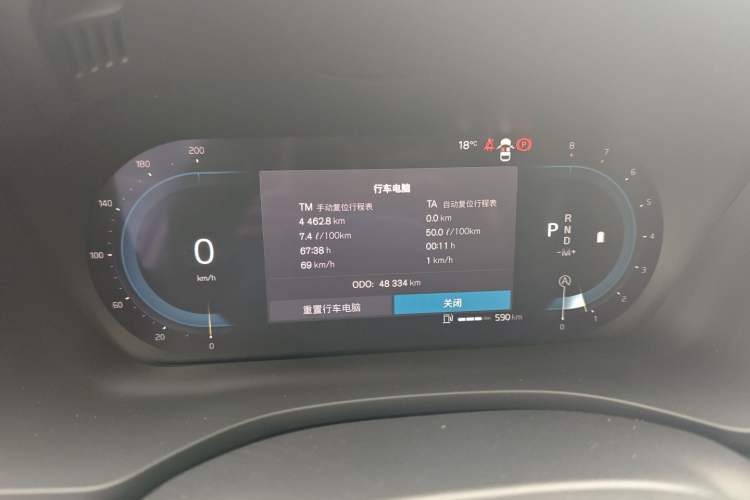 18°C
P
行车电脑
TM 手动复位行程表
4 462.8 km
7.4 ℓ/100km
67:38 h
69 km/h
TA 自动复位行程表
0.0 km
50.0 ℓ/100km
00:11 h
1 km/h
ODO: 48 334 km
重置行车电脑
关闭
590 km
200
180
140
100
60
20
0
0
km/h
P
R
N
D
-M+
A
8
7
6
5
4
3
2
1
0